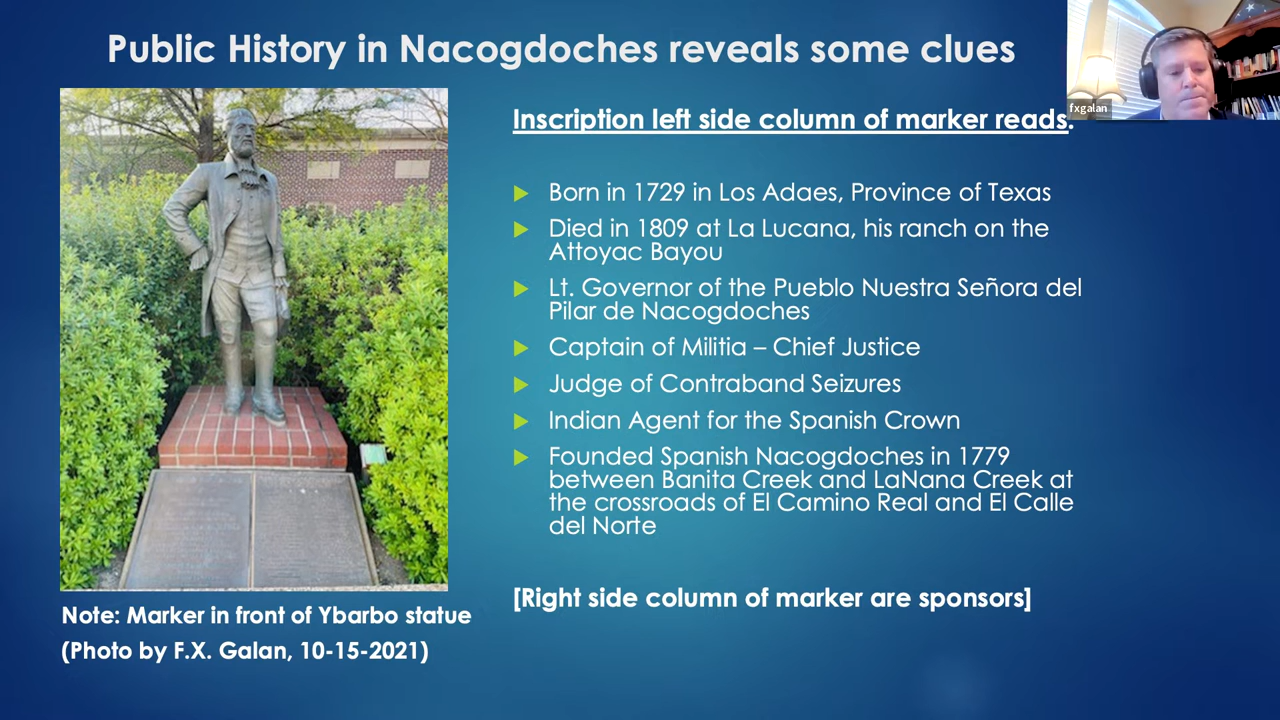 Public History in Nacogdoches reveals some clues
fxgalan
Inscription left side column of marker reads:
Born in 1729 in Los Adaes, Province of Texas
Died in 1809 at La Lucana, his ranch on the
Attoyac Bayou
Lt. Governor of the Pueblo Nuestra Señora del
Pilar de Nacogdoches
Captain of Militia – Chief Justice
Judge of Contraband Seizures
Indian Agent for the Spanish Crown
Founded Spanish Nacogdoches in 1779
between Banita Creek and LaNana Creek at
the crossroads of El Camino Real and El Calle
del Norte
[Right side column of marker are sponsors]
Note: Marker in front of Ybarbo statue
(Photo by F.X. Galan, 10-15-2021)